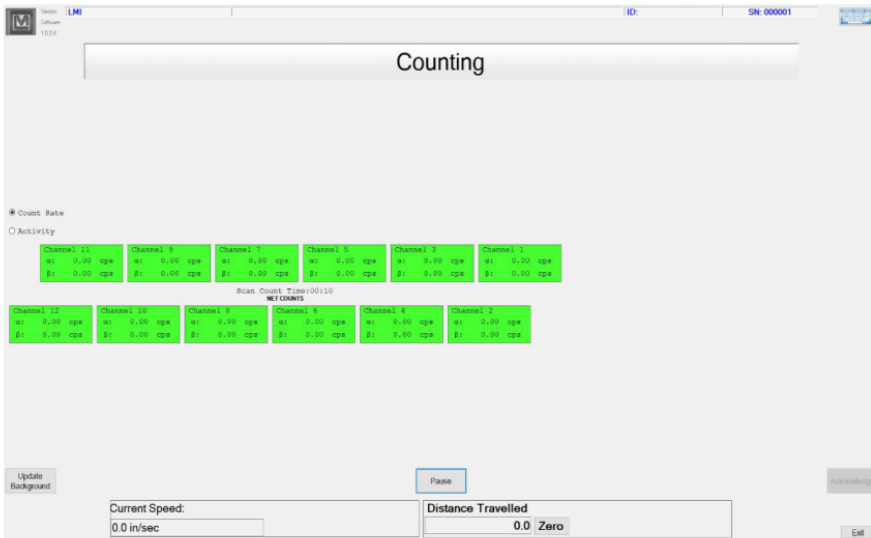 Version
LMI
ID:
SN: 000001
Software
Counting
Count Rate
Activity
Channel 11 Channel 9 Channel 7 Channel 5 Channel 3 Channel 1
α: 0.00 cps α: 0.00 cps α: 0.00 cps α: 0.00 cps α: 0.00 cps α: 0.00 cps
β: 0.00 cps β: 0.00 cps β: 0.00 cps β: 0.00 cps β: 0.00 cps β: 0.00 cps
Scan Count Time:00:10
NET COUNTS
Channel 12 Channel 10 Channel 8 Channel 6 Channel 4 Channel 2
α: 0.00 cps α: 0.00 cps α: 0.00 cps α: 0.00 cps α: 0.00 cps α: 0.00 cps
β: 0.00 cps β: 0.00 cps β: 0.00 cps β: 0.00 cps β: 0.00 cps β: 0.00 cps
Update
Background
Pause
Acknowledge
Current Speed:
0.0 in/sec
Distance Travelled
0.0 Zero
Exit